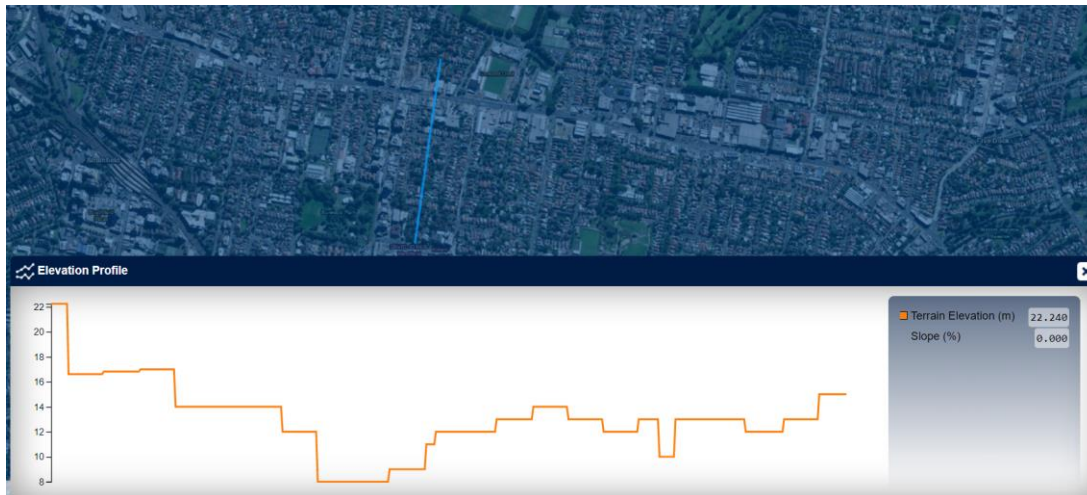 Elevation Profile
22
20
18
16
14
12
10
8
Terrain Elevation (m) 22.240
Slope (%) 0.000